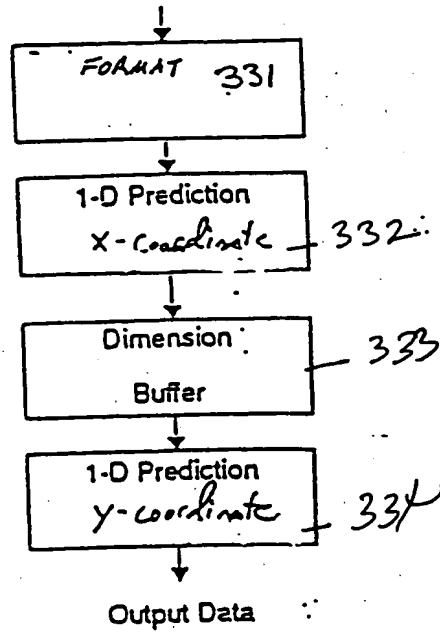 FORMAT 331
1-D Prediction
X-coordinate 332
Dimension
Buffer
333
1-D Prediction
y-coordinate 334
Output Data